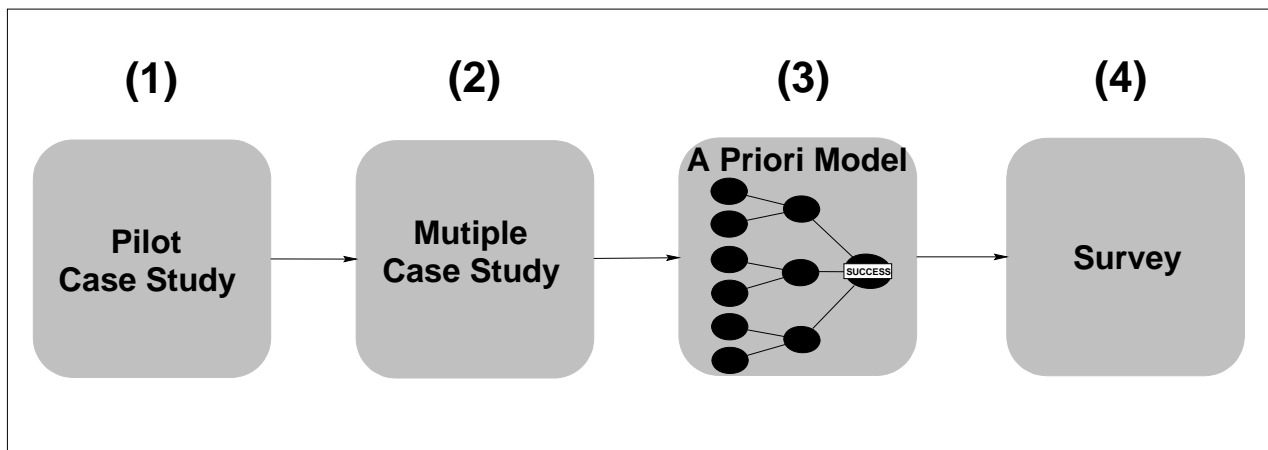 (1)
(2)
(3)
(4)
Pilot
Case Study
Mutiple
Case Study
A Priori Model
SUCCESS
Survey